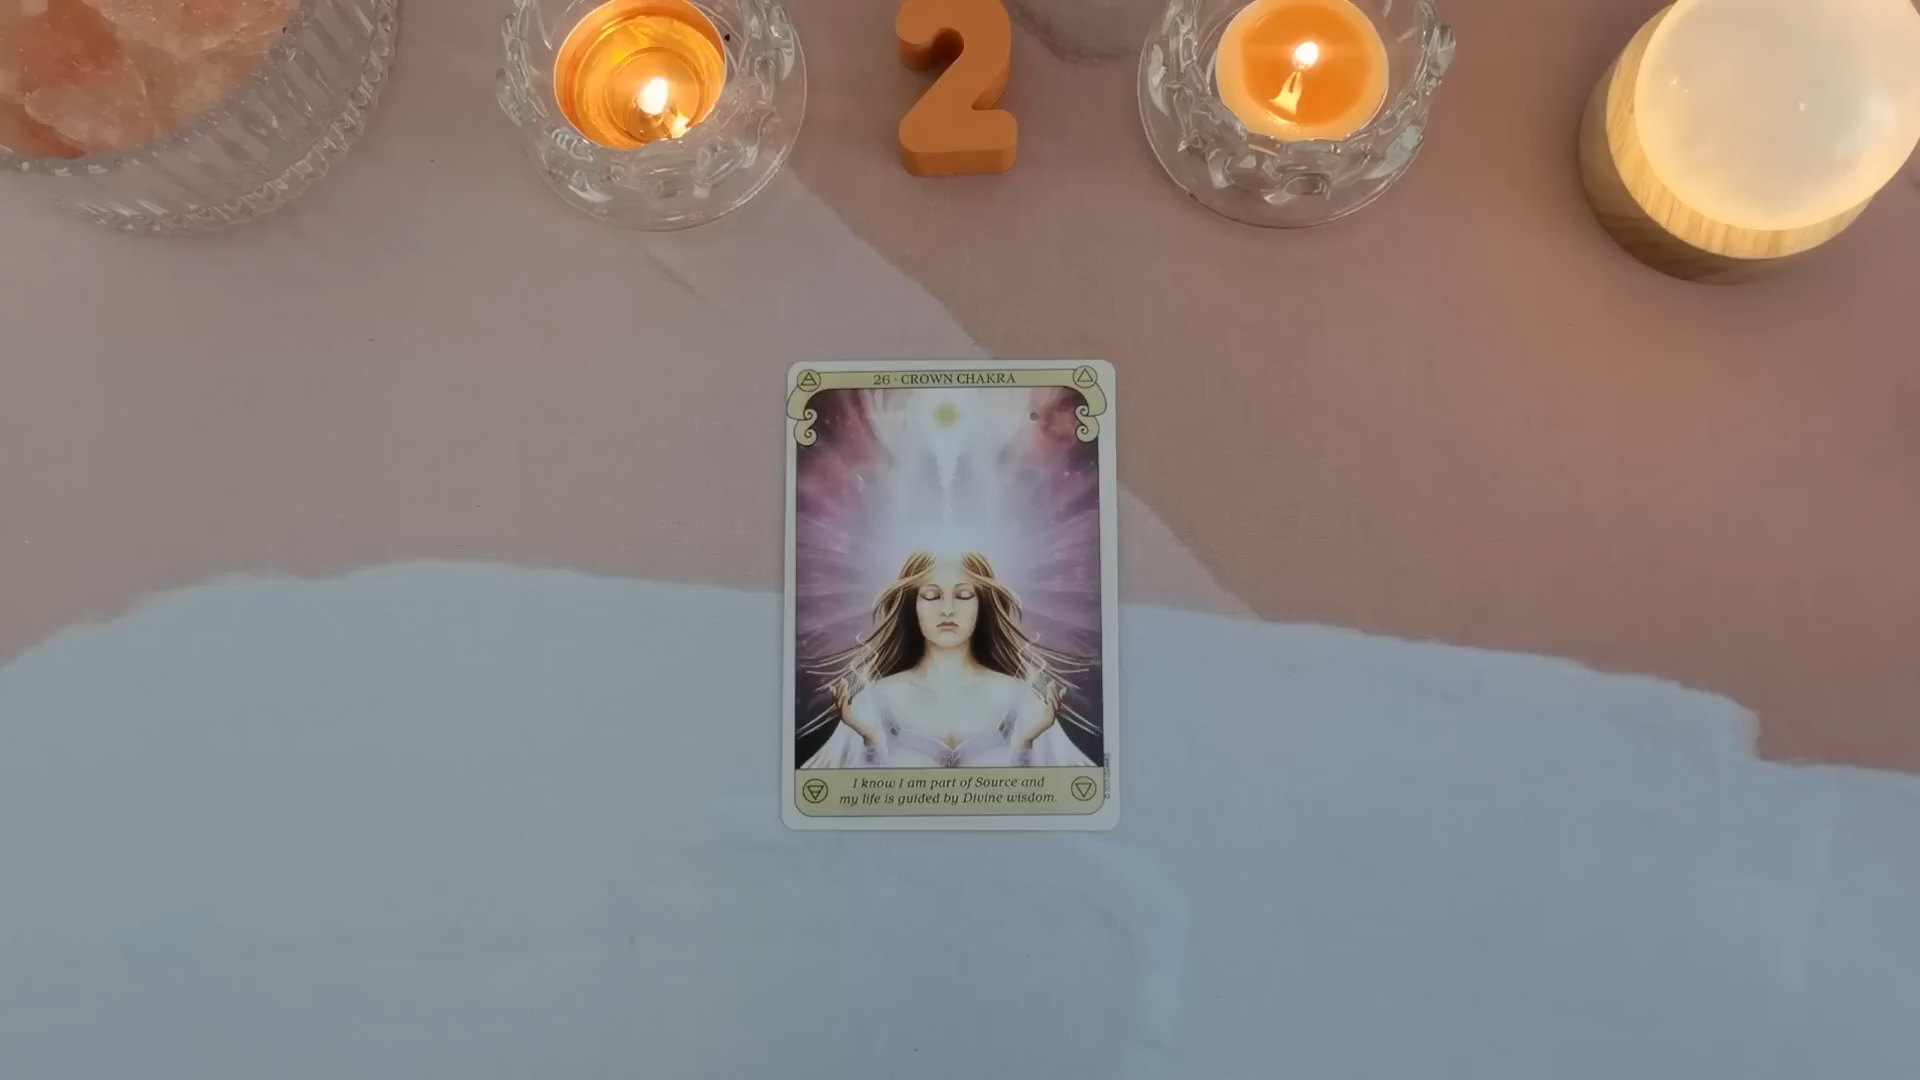 2
26 · CROWN CHAKRA
I know I am part of Source and
my life is guided by Divine wisdom.